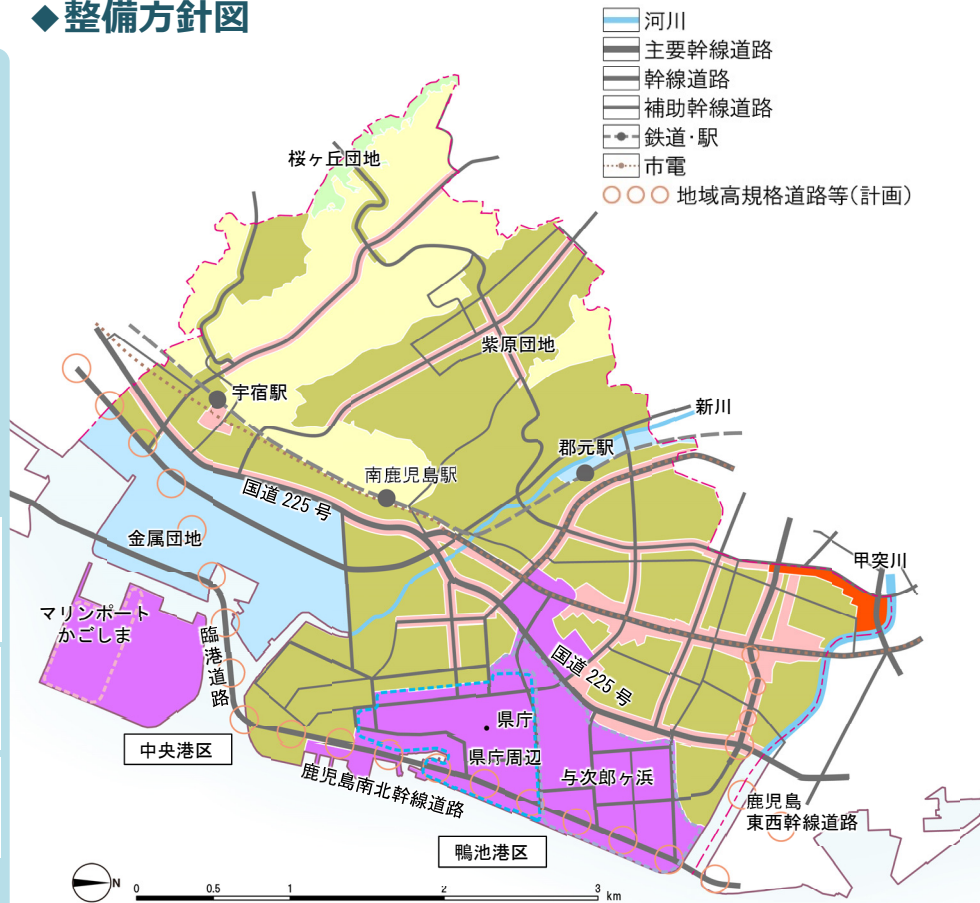 ◆整備方針図
河川
主要幹線道路
幹線道路
補助幹線道路
鉄道・駅
市電
地域高規格道路等(計画)
桜ヶ丘団地
紫原団地
宇宿駅
新川
郡元駅
南鹿児島駅
国道225号
金属団地
甲突川
マリンポート
かごしま
臨港道路
国道225号
県庁
県庁周辺
中央港区
与次郎ヶ浜
鹿児島南北幹線道路
鹿児島
東西幹線道路
鴨池港区
N
0 0.5 1 2 3 km